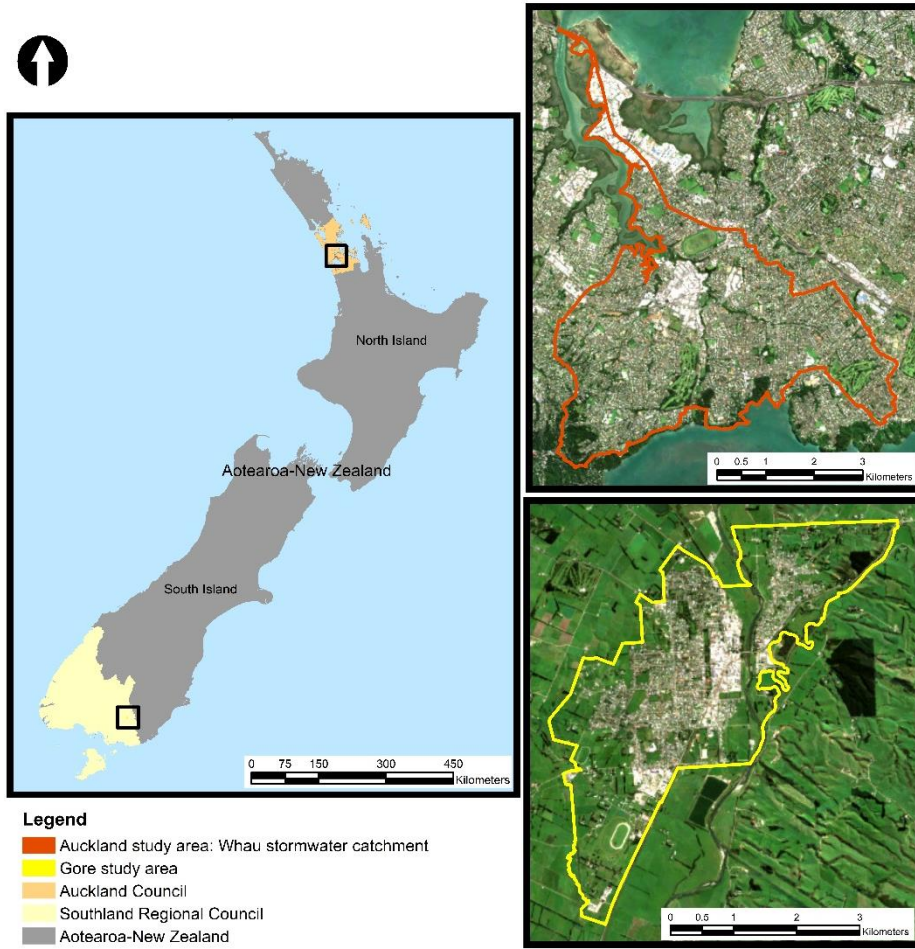 North Island
Aotearoa-New Zealand
South Island
0 75 150 300 450
Kilometers
0 0.5 1 2 3
Kilometers
0 0.5 1 2 3
Kilometers
Legend
Auckland study area: Whau stormwater catchment
Gore study area
Auckland Council
Southland Regional Council
Aotearoa-New Zealand